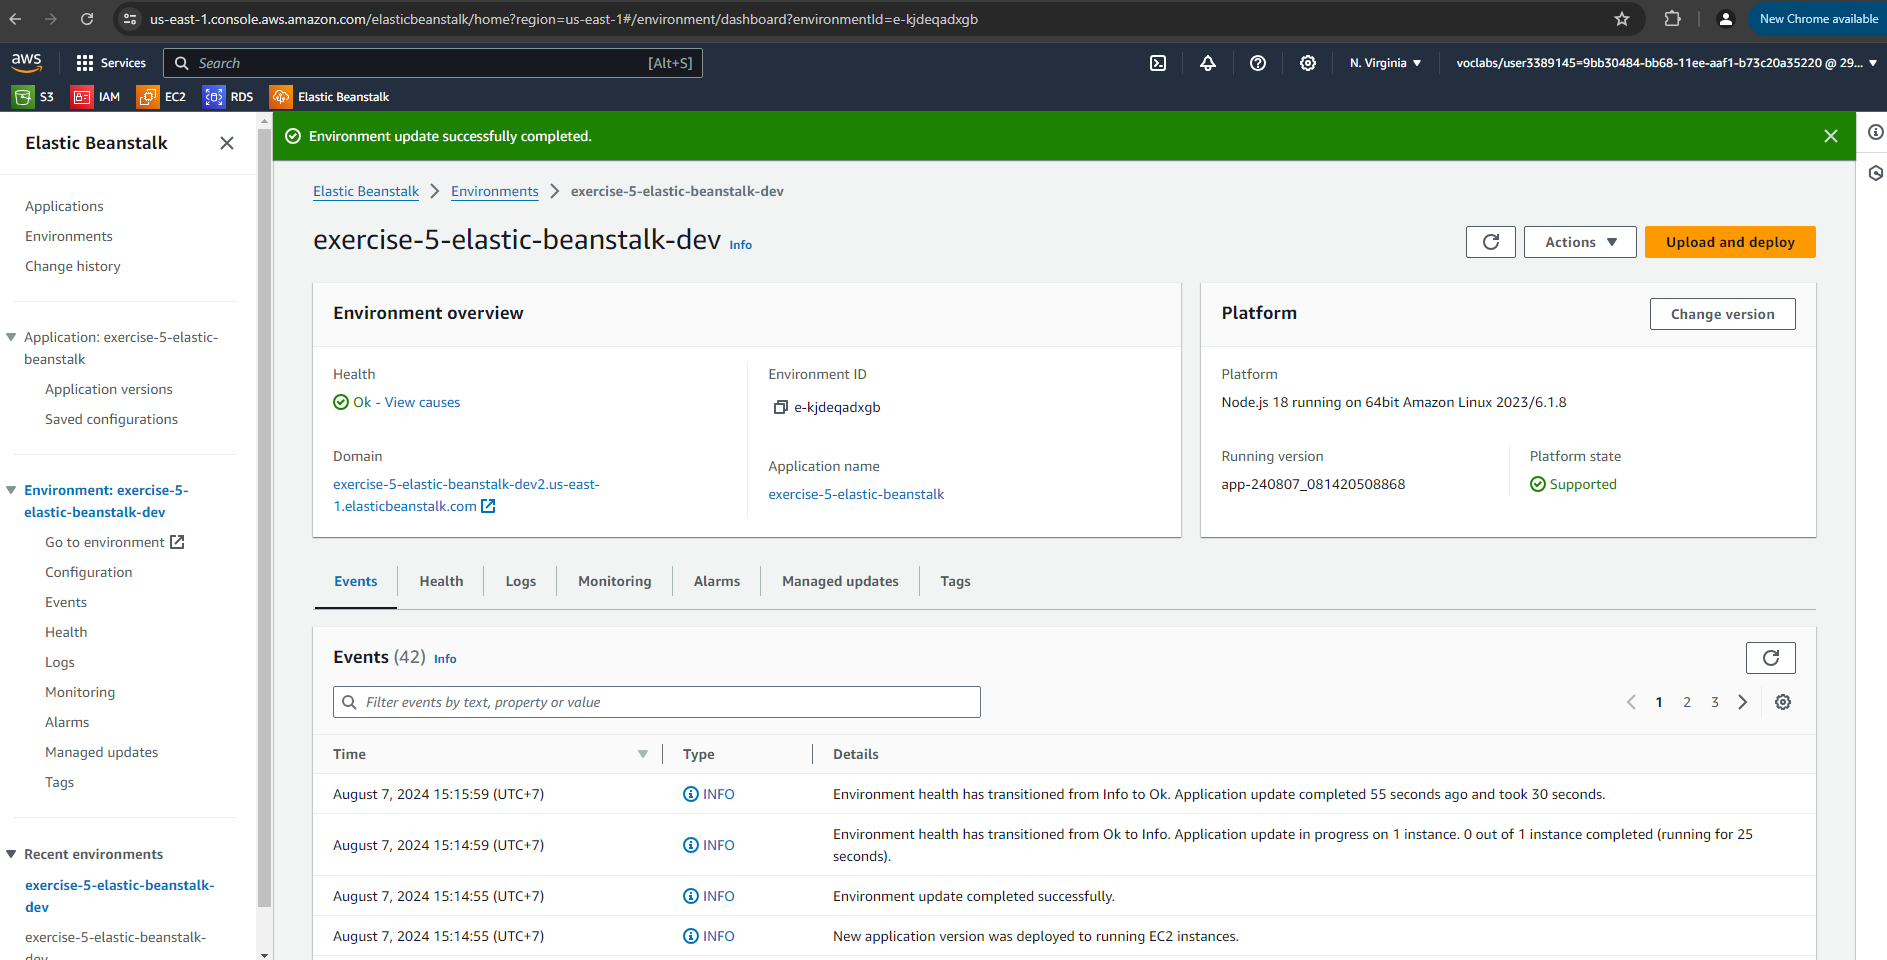 us-east-1.console.aws.amazon.com/elasticbeanstalk/home?region=us-east-1#/environment/dashboard?environmentId=e-kjdeqadxgb
New Chrome available
aws
Services
Search
[Alt+S]
N. Virginia
voclabs/user3389145=9bb30484-bb68-11ee-aaf1-b73c20a35220 @ 29...
S3
IAM
EC2
RDS
Elastic Beanstalk
Elastic Beanstalk
Applications
Environments
Change history
Application: exercise-5-elastic-
beanstalk
Application versions
Saved configurations
Environment: exercise-5-
elastic-beanstalk-dev
Go to environment
Configuration
Events
Health
Logs
Monitoring
Alarms
Managed updates
Tags
Recent environments
exercise-5-elastic-beanstalk-
dev
exercise-5-elastic-beanstalk-
dev
Environment update successfully completed.
Elastic Beanstalk
Environments
exercise-5-elastic-beanstalk-dev
exercise-5-elastic-beanstalk-dev Info
Actions
Upload and deploy
Environment overview
Health
Ok - View causes
Environment ID
e-kjdeqadxgb
Domain
exercise-5-elastic-beanstalk-dev2.us-east-
1.elasticbeanstalk.com
Application name
exercise-5-elastic-beanstalk
Platform
Change version
Platform
Node.js 18 running on 64bit Amazon Linux 2023/6.1.8
Running version
app-240807_081420508868
Platform state
Supported
Events
Health
Logs
Monitoring
Alarms
Managed updates
Tags
Events (42) Info
Filter events by text, property or value
1 2 3
Time Type Details
August 7, 2024 15:15:59 (UTC+7) INFO Environment health has transitioned from Info to Ok. Application update completed 55 seconds ago and took 30 seconds.
August 7, 2024 15:14:59 (UTC+7) INFO Environment health has transitioned from Ok to Info. Application update in progress on 1 instance. 0 out of 1 instance completed (running for 25
seconds).
August 7, 2024 15:14:55 (UTC+7) INFO Environment update completed successfully.
August 7, 2024 15:14:55 (UTC+7) INFO New application version was deployed to running EC2 instances.